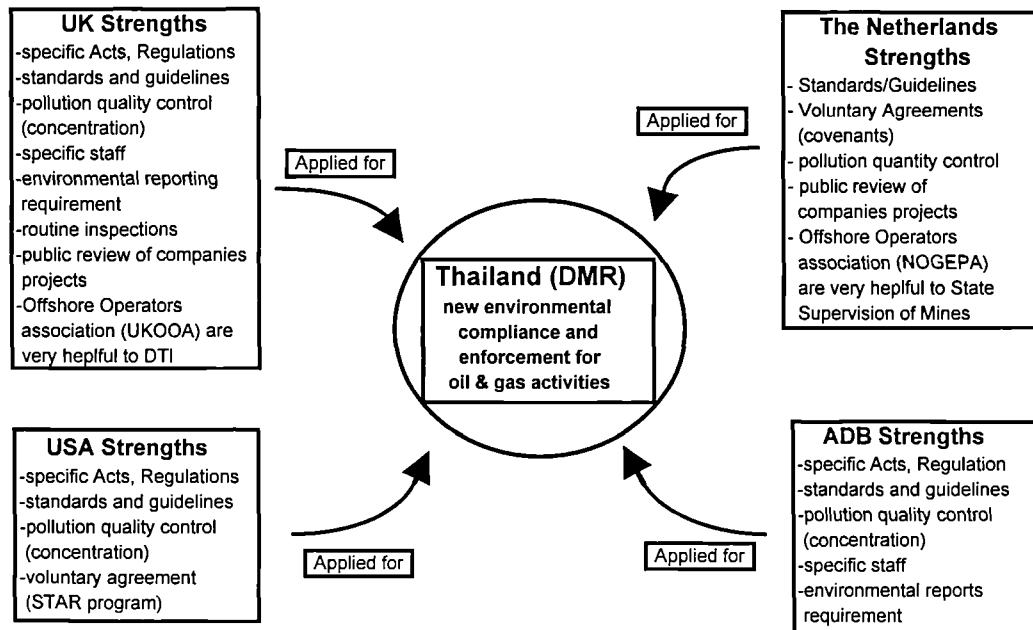 UK Strengths
-specific Acts, Regulations
-standards and guidelines
-pollution quality control
(concentration)
-specific staff
-environmental reporting
requirement
-routine inspections
-public review of companies
projects
-Offshore Operators
association (UKOOA) are
very heplful to DTI
Applied for
The Netherlands
Strengths
- Standards/Guidelines
- Voluntary Agreements
(covenants)
- pollution quantity control
- public review of
companies projects
- Offshore Operators
association (NOGEPA)
are very heplful to State
Supervision of Mines
Applied for
Thailand (DMR)
new environmental
compliance and
enforcement for
oil & gas activities
USA Strengths
-specific Acts, Regulations
-standards and guidelines
-pollution quality control
(concentration)
-voluntary agreement
(STAR program)
Applied for
ADB Strengths
-specific Acts, Regulation
-standards and guidelines
-pollution quality control
(concentration)
-specific staff
-environmental reports
requirement
Applied for